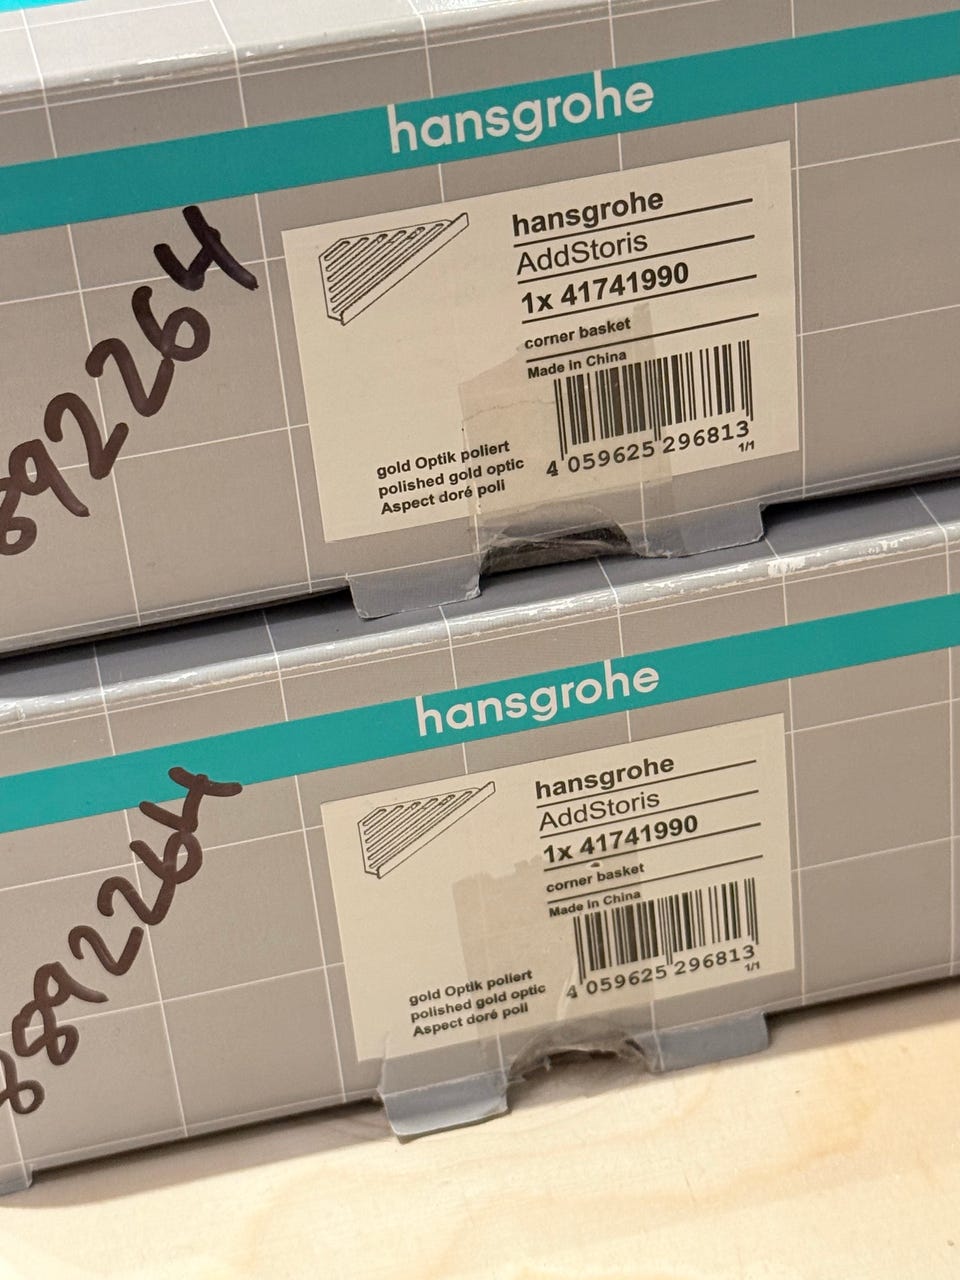 hansgrohe
hansgrohe
AddStoris
1x 41741990
corner basket
Made in China
gold Optik poliert
polished gold optic
Aspect doré poli
4 059625 296813
1/1
89264
hansgrohe
hansgrohe
AddStoris
1x 41741990
corner basket
Made in China
gold Optik poliert
polished gold optic
Aspect doré poli
4 059625 296813
1/1
889264